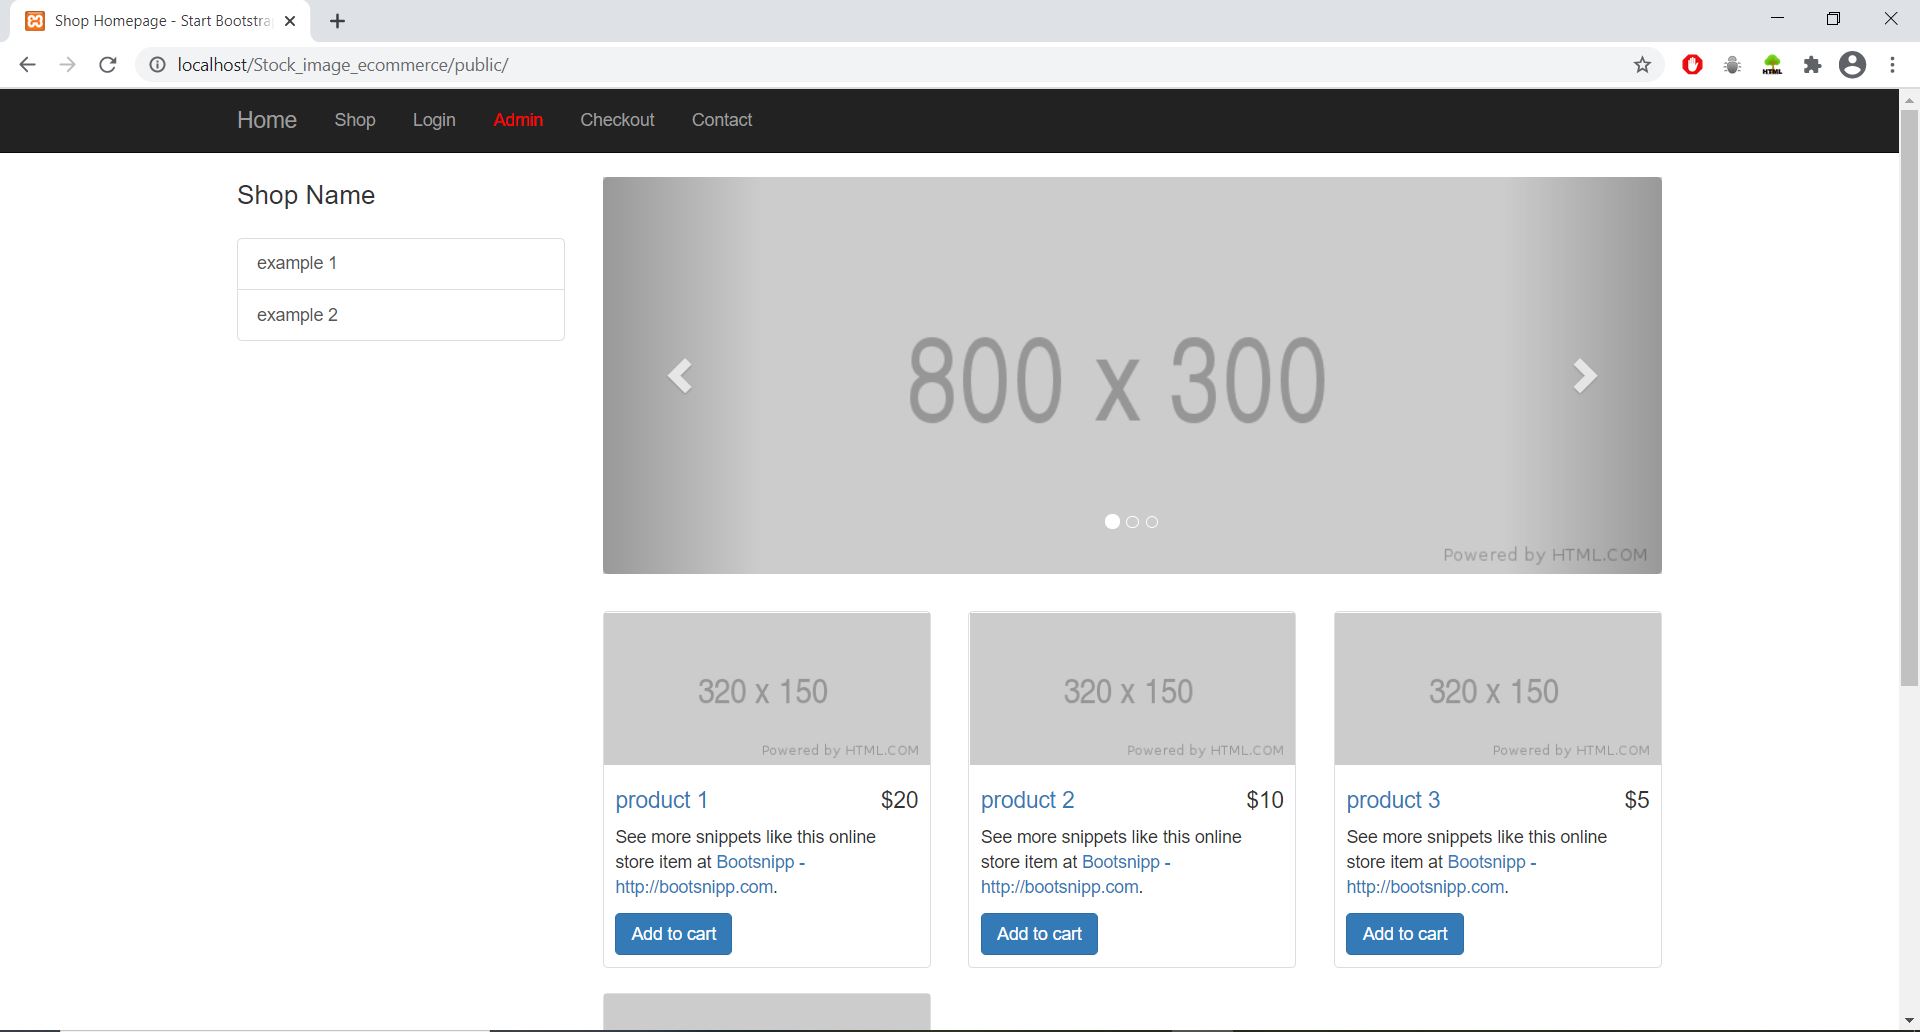 Shop Homepage - Start Bootstra
localhost/Stock_image_ecommerce/public/
HTML
Home Shop Login Admin Checkout Contact
Shop Name
example 1
example 2
800 x 300
Powered by HTML.COM
320 x 150
Powered by HTML.COM
product 1 $20
See more snippets like this online
store item at Bootsnipp -
http://bootsnipp.com.
Add to cart
320 x 150
Powered by HTML.COM
product 2 $10
See more snippets like this online
store item at Bootsnipp -
http://bootsnipp.com.
Add to cart
320 x 150
Powered by HTML.COM
product 3 $5
See more snippets like this online
store item at Bootsnipp -
http://bootsnipp.com.
Add to cart